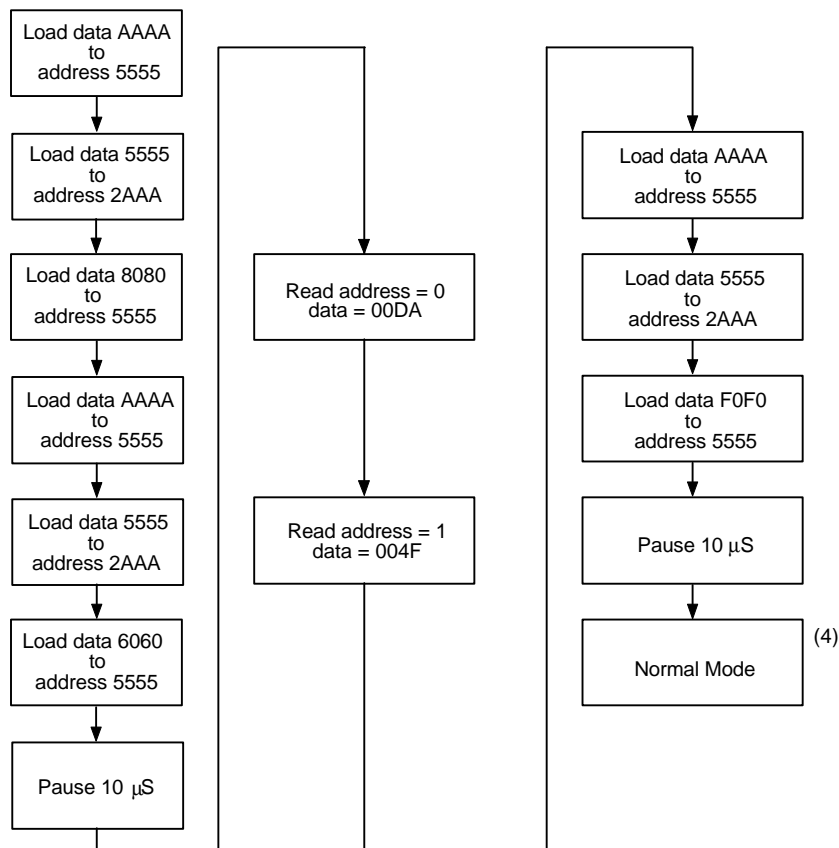 Load data AAAA
to
address 5555
Load data 5555
to
address 2AAA
Load data 8080
to
address 5555
Load data AAAA
to
address 5555
Load data 5555
to
address 2AAA
Load data 6060
to
address 5555
Pause 10 μS
Read address = 0
data = 00DA
Read address = 1
data = 004F
Load data AAAA
to
address 5555
Load data 5555
to
address 2AAA
Load data F0F0
to
address 5555
Pause 10 μS
Normal Mode
(4)